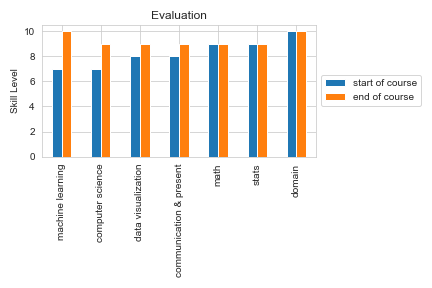 Evaluation
Skill Level
10
8
6
4
2
0
machine learning
computer science
data visualization
communication & present
math
stats
domain
start of course
end of course